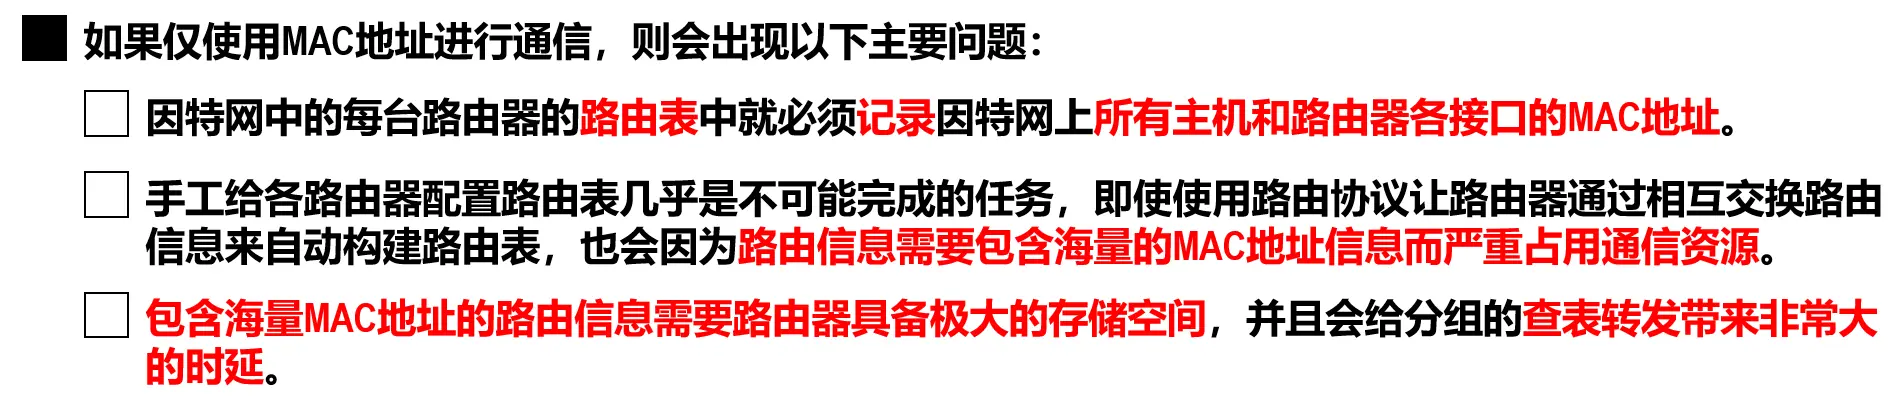 如果仅使用MAC地址进行通信，则会出现以下主要问题：
因特网中的每台路由器的路由表中就必须记录因特网上所有主机和路由器各接口的MAC地址。
手工给各路由器配置路由表几乎是不可能完成的任务，即使使用路由协议让路由器通过相互交换路由
信息来自动构建路由表，也会因为路由信息需要包含海量的MAC地址信息而严重占用通信资源。
包含海量MAC地址的路由信息需要路由器具备极大的存储空间，并且会给分组的查表转发带来非常大
的时延。